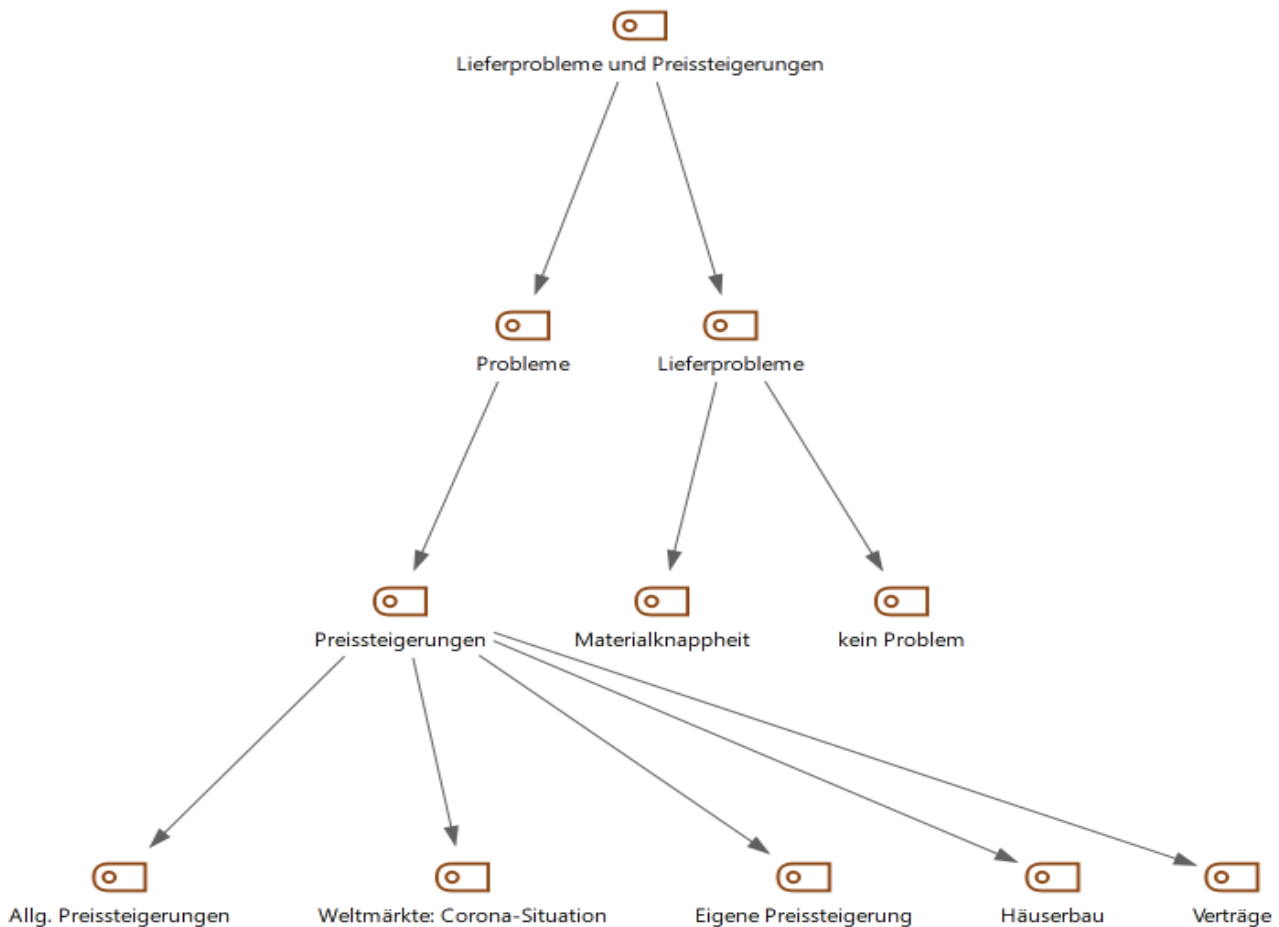 Lieferprobleme und Preissteigerungen
Probleme
Lieferprobleme
Preissteigerungen
Materialknappheit
kein Problem
Allg. Preissteigerungen
Weltmärkte: Corona-Situation
Eigene Preissteigerung
Häuserbau
Verträge